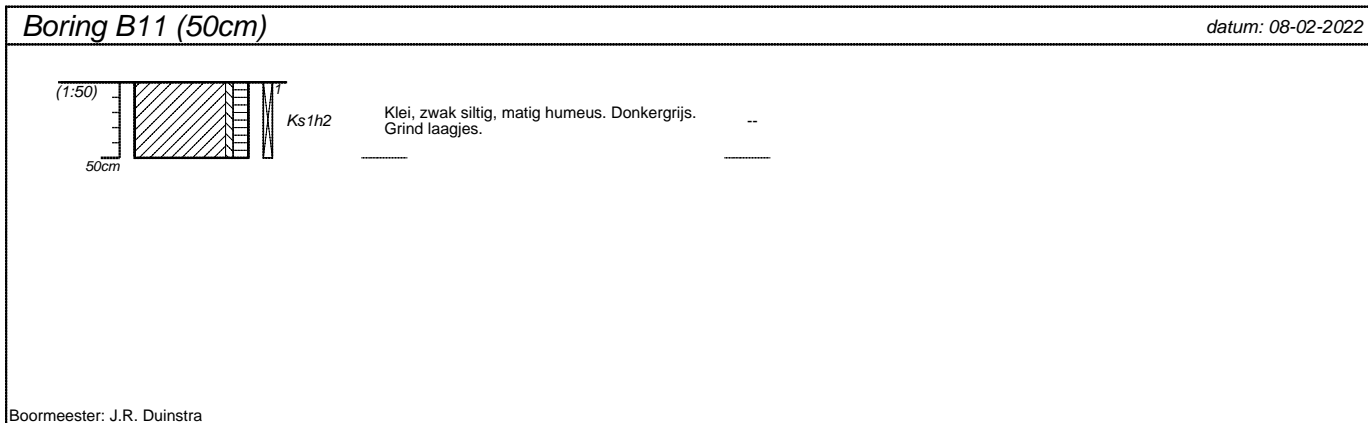 Boring B11 (50cm)
datum: 08-02-2022
(1:50)
1
Ks1h2
Klei, zwak siltig, matig humeus. Donkergrijs.
Grind laagjes.
--
50cm
Boormeester: J.R. Duinstra